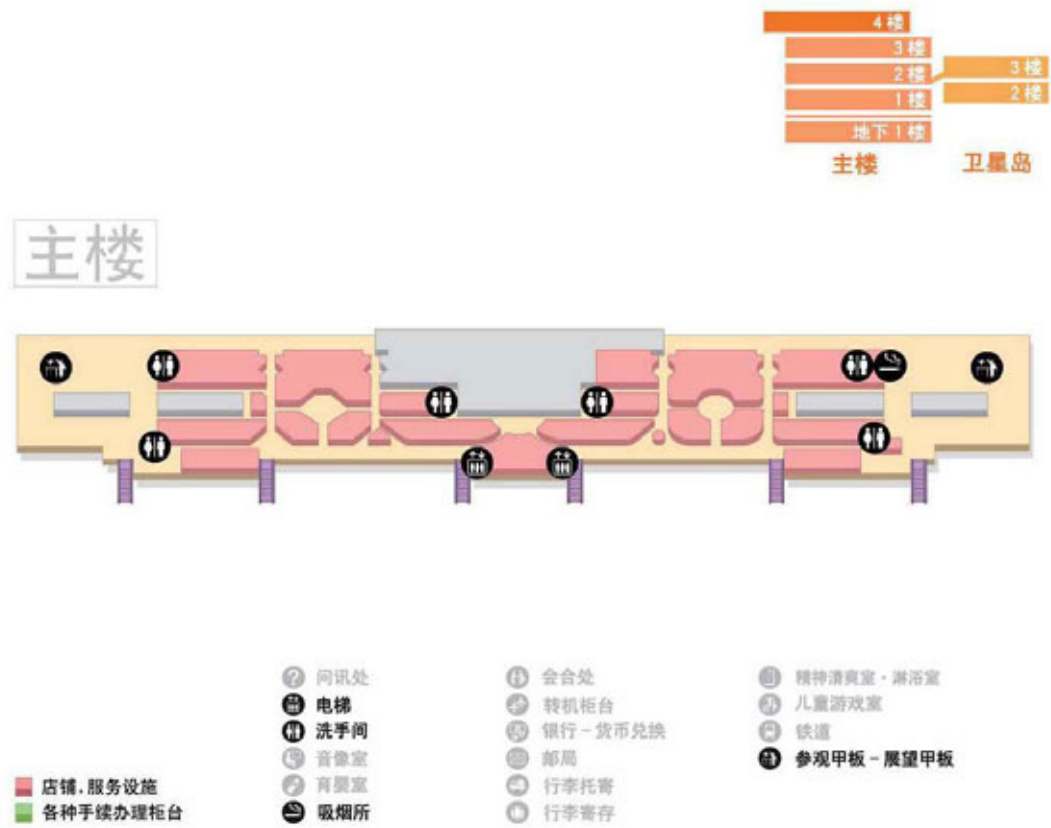 4楼
3楼
2楼
1楼
地下1楼
3楼
2楼
主楼
卫星岛
主楼
问讯处
电梯
洗手间
音像室
育婴室
吸烟所
会合处
转机柜台
银行-货币兑换
邮局
行李托寄
行李寄存
精神清爽室·淋浴室
儿童游戏室
铁道
参观甲板-展望甲板
店铺.服务设施
各种手续办理柜台